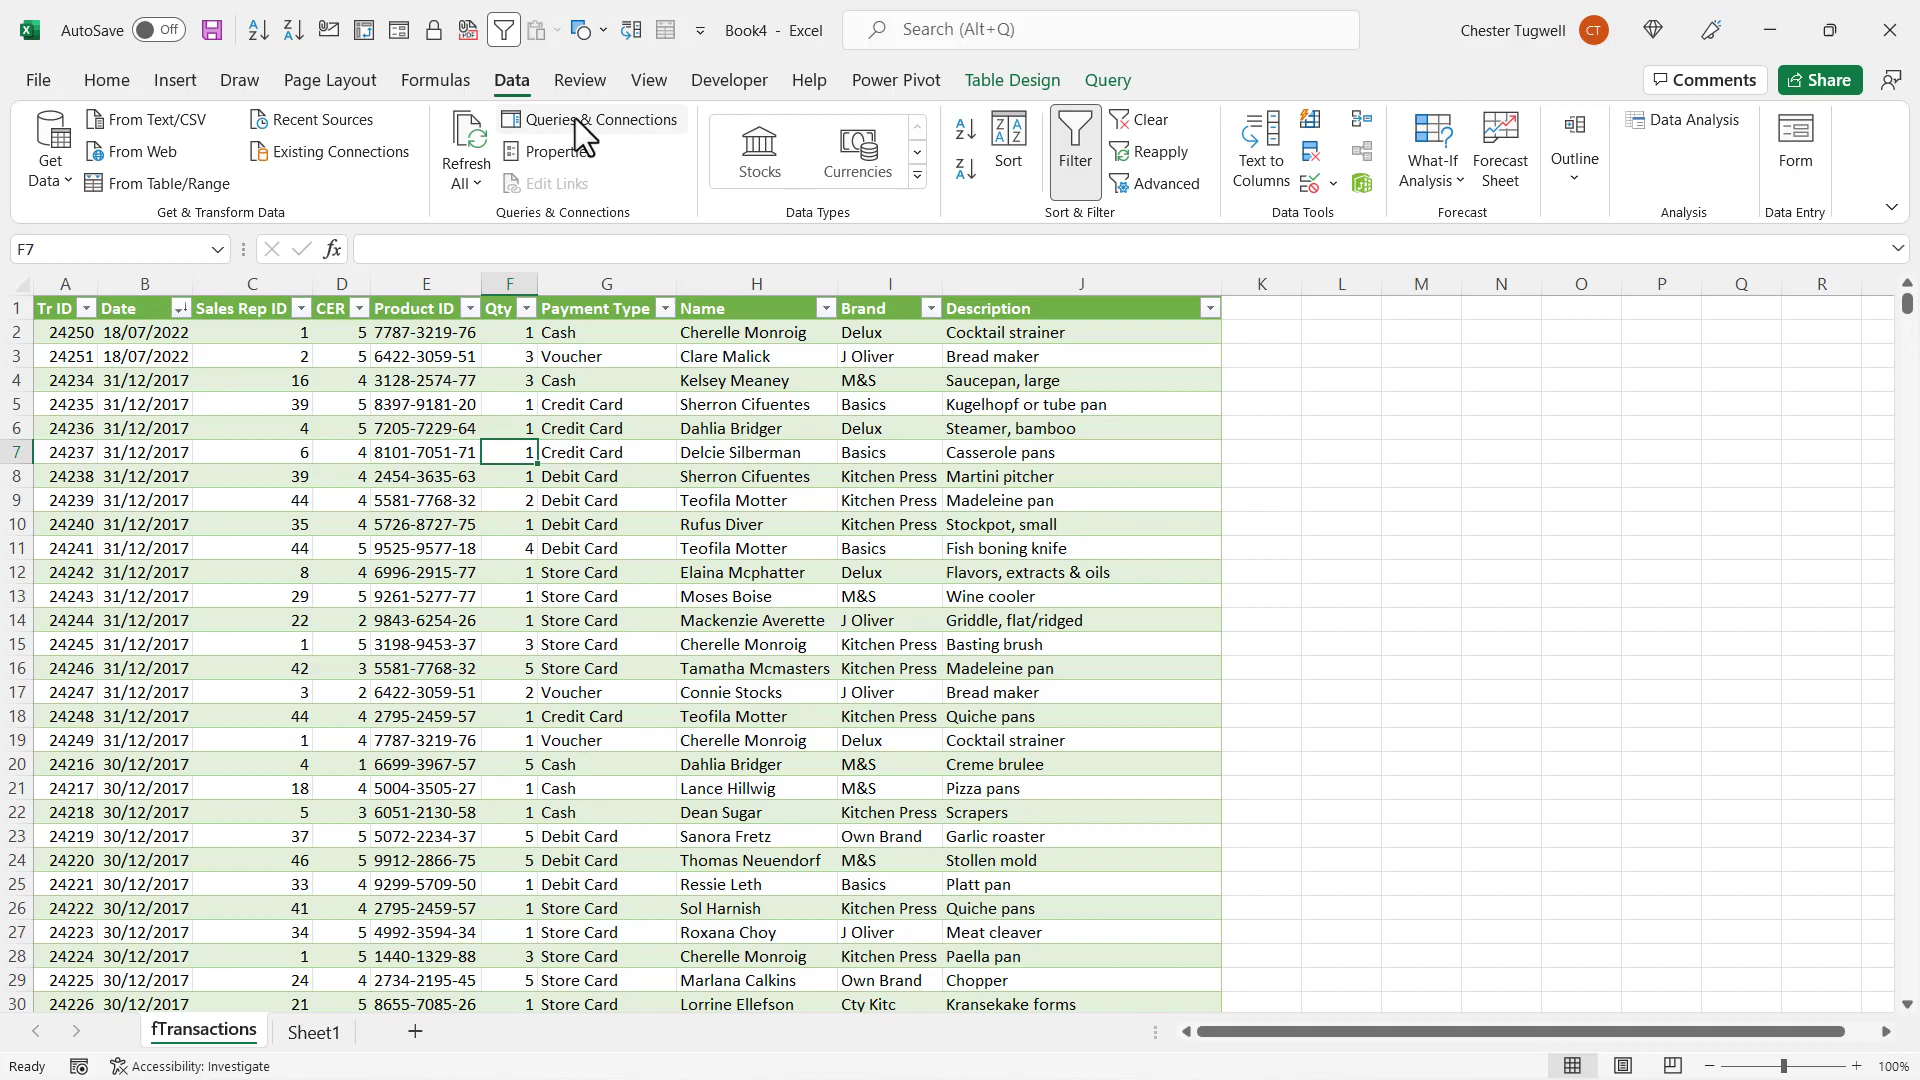 AutoSave Off Book4 - Excel Search (Alt+Q) Chester Tugwell CT
File Home Insert Draw Page Layout Formulas Data Review View Developer Help Power Pivot Table Design Query Comments Share
Get Data
From Text/CSV
From Web
From Table/Range
Recent Sources
Existing Connections
Get & Transform Data
Refresh All
Queries & Connections
Properties
Edit Links
Queries & Connections
Stocks
Currencies
Data Types
Sort
Filter
Clear
Reapply
Advanced
Sort & Filter
Text to Columns
Data Tools
What-If Analysis
Forecast Sheet
Forecast
Outline
Data Analysis
Analysis
Form
Data Entry
F7 fx
A B C D E F G H I J K L M N O P Q R
1 Tr ID Date Sales Rep ID CER Product ID Qty Payment Type Name Brand Description
2 24250 18/07/2022 1 5 7787-3219-76 1 Cash Cherelle Monroig Delux Cocktail strainer
3 24251 18/07/2022 2 5 6422-3059-51 3 Voucher Clare Malick J Oliver Bread maker
4 24234 31/12/2017 16 4 3128-2574-77 3 Cash Kelsey Meaney M&S Saucepan, large
5 24235 31/12/2017 39 5 8397-9181-20 1 Credit Card Sherron Cifuentes Basics Kugelhopf or tube pan
6 24236 31/12/2017 4 5 7205-7229-64 1 Credit Card Dahlia Bridger Delux Steamer, bamboo
7 24237 31/12/2017 6 4 8101-7051-71 1 Credit Card Delcie Silberman Basics Casserole pans
8 24238 31/12/2017 39 4 2454-3635-63 1 Debit Card Sherron Cifuentes Kitchen Press Martini pitcher
9 24239 31/12/2017 44 4 5581-7768-32 2 Debit Card Teofila Motter Kitchen Press Madeleine pan
10 24240 31/12/2017 35 4 5726-8727-75 1 Debit Card Rufus Diver Kitchen Press Stockpot, small
11 24241 31/12/2017 44 5 9525-9577-18 4 Debit Card Teofila Motter Basics Fish boning knife
12 24242 31/12/2017 8 4 6996-2915-77 1 Store Card Elaina Mcphatter Delux Flavors, extracts & oils
13 24243 31/12/2017 29 5 9261-5277-77 1 Store Card Moses Boise M&S Wine cooler
14 24244 31/12/2017 22 2 9843-6254-26 1 Store Card Mackenzie Averette J Oliver Griddle, flat/ridged
15 24245 31/12/2017 1 5 3198-9453-37 3 Store Card Cherelle Monroig Kitchen Press Basting brush
16 24246 31/12/2017 42 3 5581-7768-32 5 Store Card Tamatha Mcmasters Kitchen Press Madeleine pan
17 24247 31/12/2017 3 2 6422-3059-51 2 Voucher Connie Stocks J Oliver Bread maker
18 24248 31/12/2017 44 4 2795-2459-57 1 Credit Card Teofila Motter Kitchen Press Quiche pans
19 24249 31/12/2017 1 4 7787-3219-76 1 Voucher Cherelle Monroig Delux Cocktail strainer
20 24216 30/12/2017 4 1 6699-3967-57 5 Cash Dahlia Bridger M&S Creme brulee
21 24217 30/12/2017 18 4 5004-3505-27 1 Cash Lance Hillwig M&S Pizza pans
22 24218 30/12/2017 5 3 6051-2130-58 1 Cash Dean Sugar Kitchen Press Scrapers
23 24219 30/12/2017 37 5 5072-2234-37 5 Debit Card Sanora Fretz Own Brand Garlic roaster
24 24220 30/12/2017 46 5 9912-2866-75 5 Debit Card Thomas Neuendorf M&S Stollen mold
25 24221 30/12/2017 33 4 9299-5709-50 1 Debit Card Ressie Leth Basics Platt pan
26 24222 30/12/2017 41 4 2795-2459-57 1 Store Card Sol Harnish Kitchen Press Quiche pans
27 24223 30/12/2017 34 5 4992-3594-34 1 Store Card Roxana Choy J Oliver Meat cleaver
28 24224 30/12/2017 1 5 1440-1329-88 3 Store Card Cherelle Monroig Kitchen Press Paella pan
29 24225 30/12/2017 24 4 2734-2195-45 5 Store Card Marlana Calkins Own Brand Chopper
30 24226 30/12/2017 21 5 8655-7085-26 1 Store Card Lorrine Ellefson Cty Kitc Kransekake forms
fTransactions Sheet1
Ready Accessibility: Investigate 100%